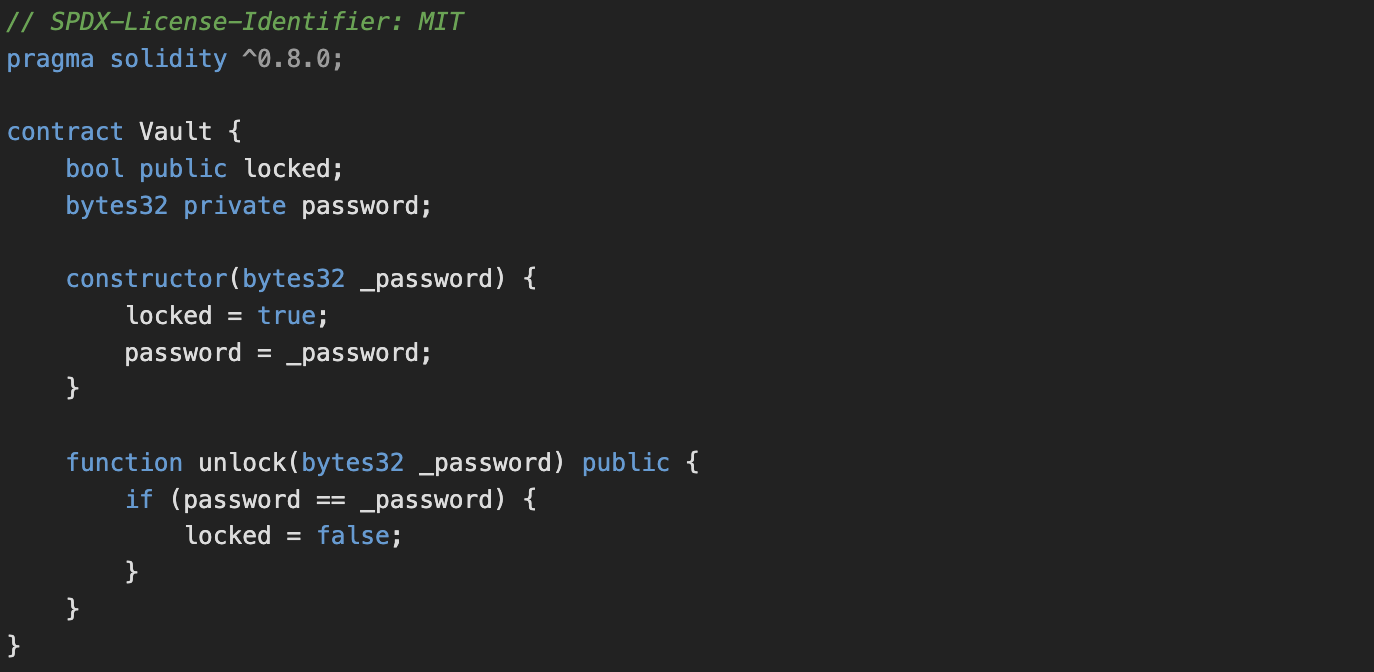 // SPDX-License-Identifier: MIT
pragma solidity ^0.8.0;

contract Vault {
    bool public locked;
    bytes32 private password;

    constructor(bytes32 _password) {
        locked = true;
        password = _password;
    }

    function unlock(bytes32 _password) public {
        if (password == _password) {
            locked = false;
        }
    }
}